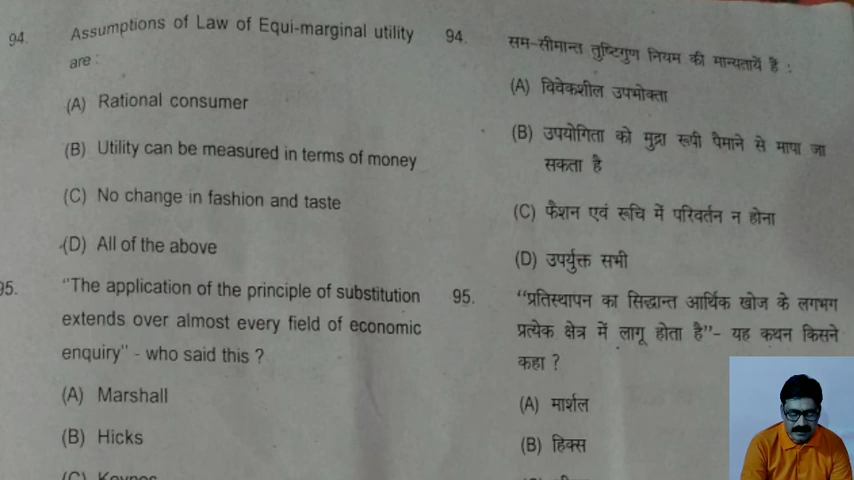 94. Assumptions of Law of Equi-marginal utility
are :
(A) Rational consumer
(B) Utility can be measured in terms of money
(C) No change in fashion and taste
(D) All of the above
95. "The application of the principle of substitution
extends over almost every field of economic
enquiry" - who said this ?
(A) Marshall
(B) Hicks
94. सम-सीमान्त तुष्टिगुण नियम की मान्यतायें है :
(A) विवेकशील उपभोक्ता
(B) उपयोगिता को मुद्रा रूपी पैमाने से मापा जा
सकता है
(C) फैशन एवं रूचि में परिवर्तन न होना
(D) उपर्युक्त सभी
95. "प्रतिस्थापन का सिद्धान्त आर्थिक खोज के लगभग
प्रत्येक क्षेत्र में लागू होता है"- यह कथन किसने
कहा ?
(A) मार्शल
(B) हिक्स